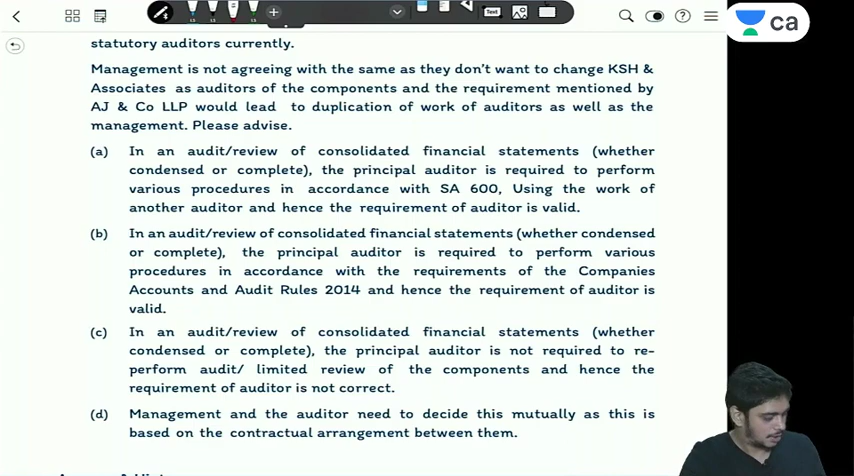 Text
ca
statutory auditors currently.
Management is not agreeing with the same as they don't want to change KSH &
Associates as auditors of the components and the requirement mentioned by
AJ & Co LLP would lead to duplication of work of auditors as well as the
management. Please advise.
(a) In an audit/review of consolidated financial statements (whether
condensed or complete), the principal auditor is required to perform
various procedures in accordance with SA 600, Using the work of
another auditor and hence the requirement of auditor is valid.
(b) In an audit/review of consolidated financial statements (whether condensed
or complete), the principal auditor is required to perform various
procedures in accordance with the requirements of the Companies
Accounts and Audit Rules 2014 and hence the requirement of auditor is
valid.
(c) In an audit/review of consolidated financial statements (whether
condensed or complete), the principal auditor is not required to re-
perform audit/ limited review of the components and hence the
requirement of auditor is not correct.
(d) Management and the auditor need to decide this mutually as this is
based on the contractual arrangement between them.